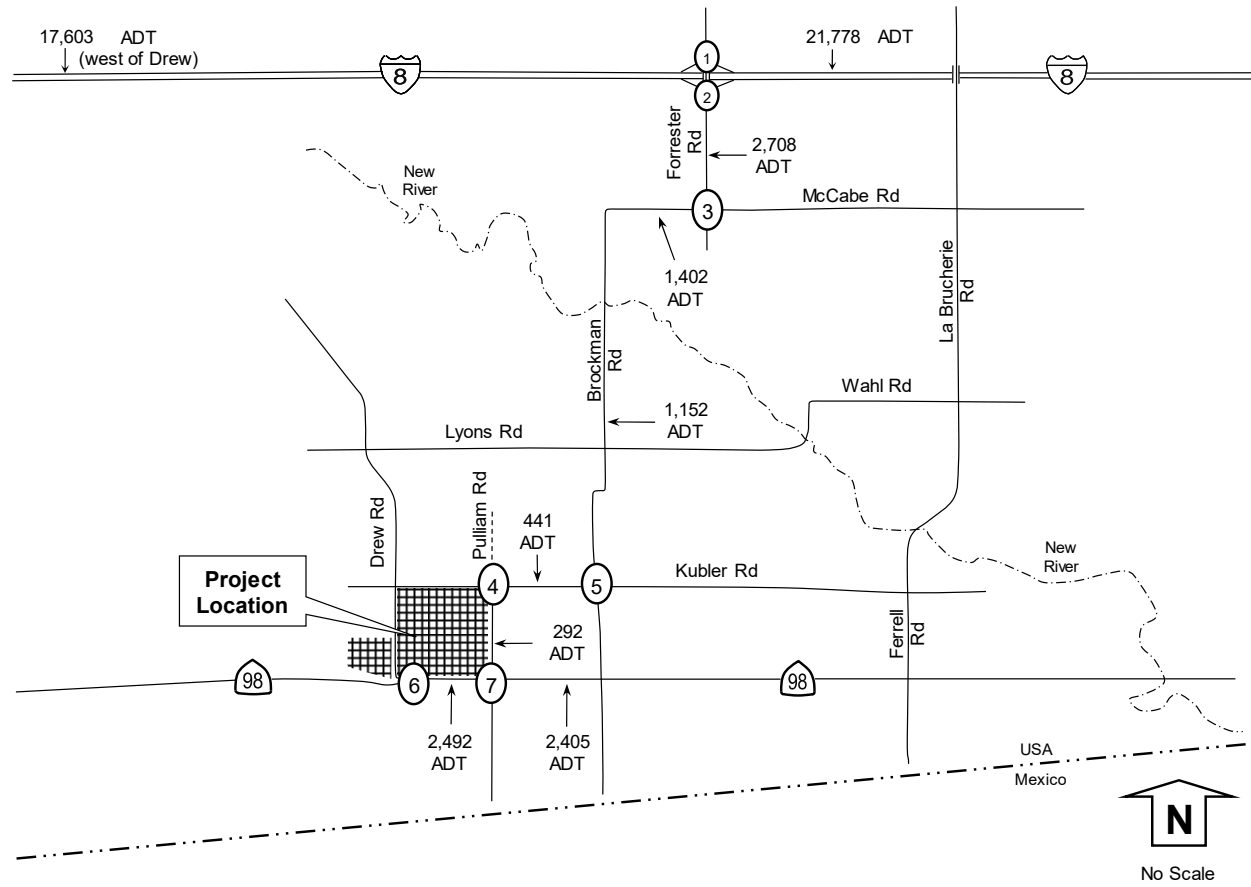 17,603 ADT
(west of Drew)
8
1
2
21,778 ADT
8
Forrester
Rd
2,708
ADT
New
River
3
McCabe Rd
1,402
ADT
La Brucherie
Rd
Brockman
Rd
Wahl Rd
1,152
ADT
Lyons Rd
Drew Rd
Pulliam Rd
441
ADT
Project
Location
4
5
Kubler Rd
New
River
292
ADT
Ferrell
Rd
98
6
7
98
2,492
ADT
2,405
ADT
USA
Mexico
N
No Scale